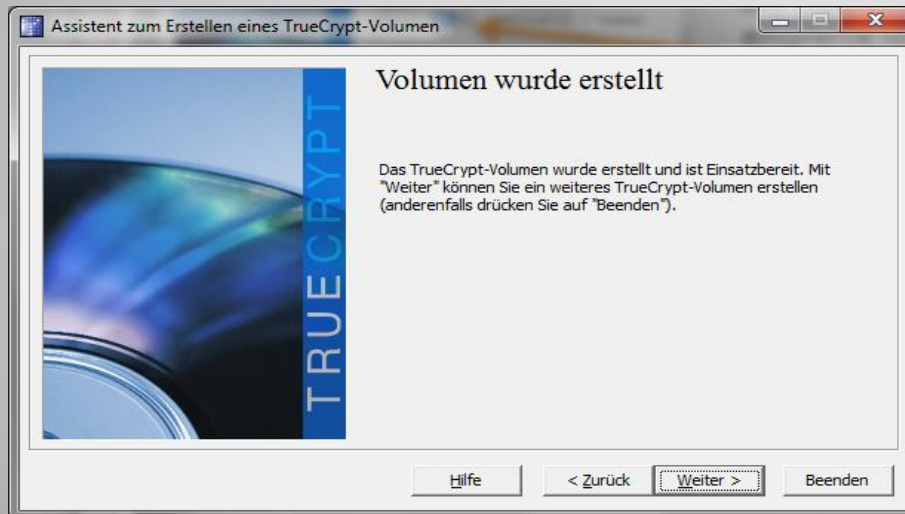 Assistent zum Erstellen eines TrueCrypt-Volumen
Volumen wurde erstellt
Das TrueCrypt-Volumen wurde erstellt und ist Einsatzbereit. Mit
"Weiter" können Sie ein weiteres TrueCrypt-Volumen erstellen
(anderenfalls drücken Sie auf "Beenden").
TRUECRYPT
Hilfe
< Zurück
Weiter >
Beenden